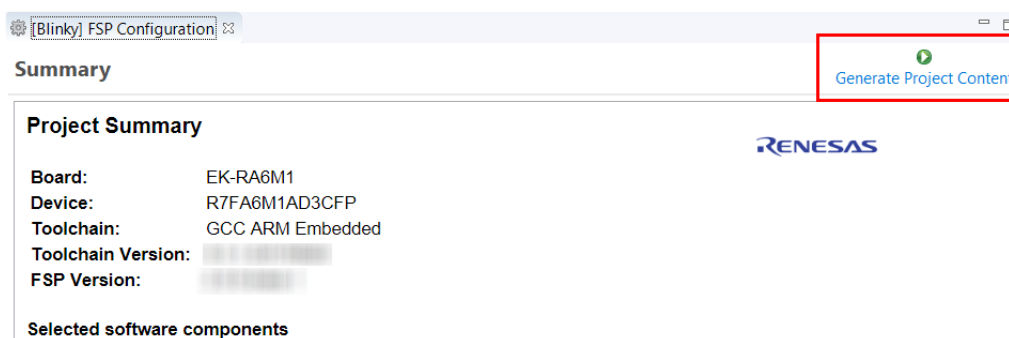 [Blinky] FSP Configuration
Summary
Generate Project Content
Project Summary
RENESAS
Board: EK-RA6M1
Device: R7FA6M1AD3CFP
Toolchain: GCC ARM Embedded
Toolchain Version:
FSP Version:
Selected software components